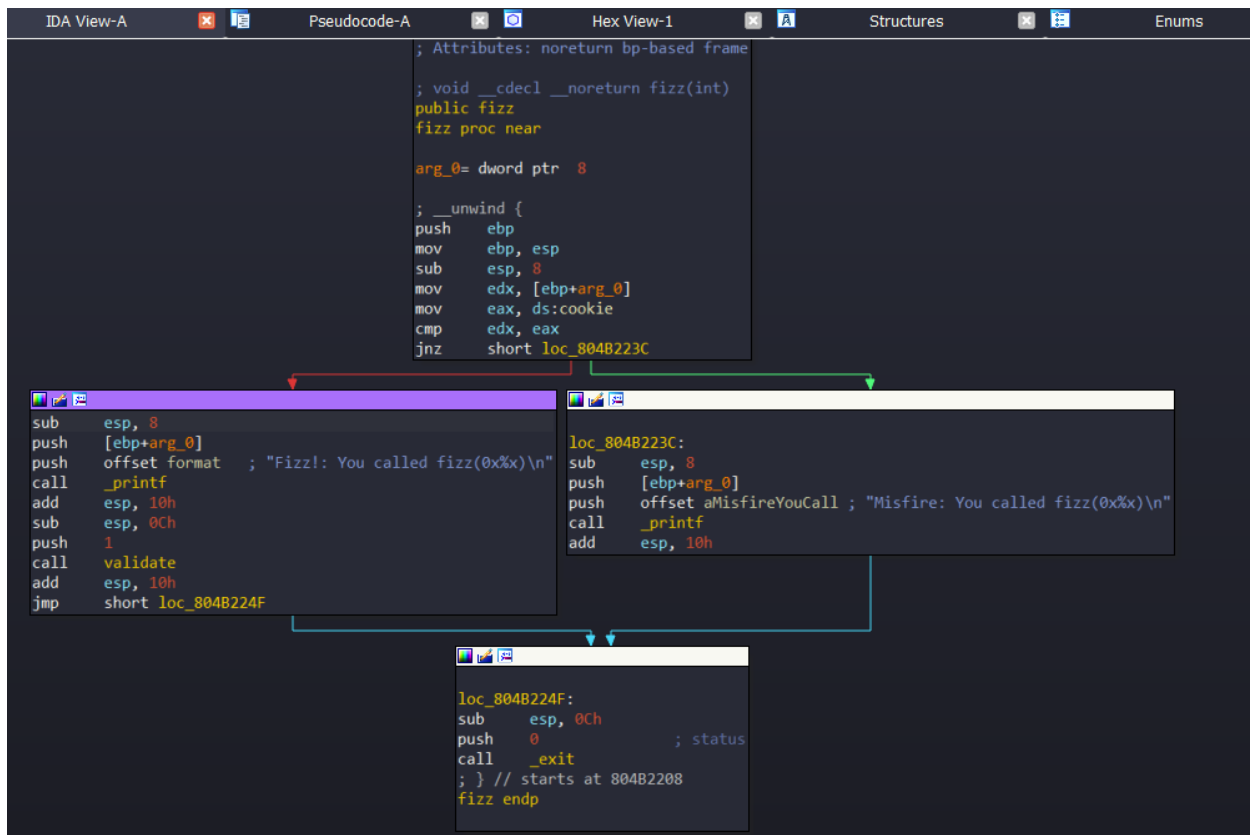 IDA View-A Pseudocode-A Hex View-1 Structures Enums
; Attributes: noreturn bp-based frame
; void __cdecl __noreturn fizz(int)
public fizz
fizz proc near
arg_0= dword ptr  8
; __unwind {
push    ebp
mov     ebp, esp
sub     esp, 8
mov     edx, [ebp+arg_0]
mov     eax, ds:cookie
cmp     edx, eax
jnz     short loc_804B223C
sub     esp, 8
push    [ebp+arg_0]
push    offset format   ; "Fizz!: You called fizz(0x%x)\n"
call    _printf
add     esp, 10h
sub     esp, 0Ch
push    1
call    validate
add     esp, 10h
jmp     short loc_804B224F
loc_804B223C:
sub     esp, 8
push    [ebp+arg_0]
push    offset aMisfireYouCall ; "Misfire: You called fizz(0x%x)\n"
call    _printf
add     esp, 10h
loc_804B224F:
sub     esp, 0Ch
push    0               ; status
call    _exit
; } // starts at 804B2208
fizz endp